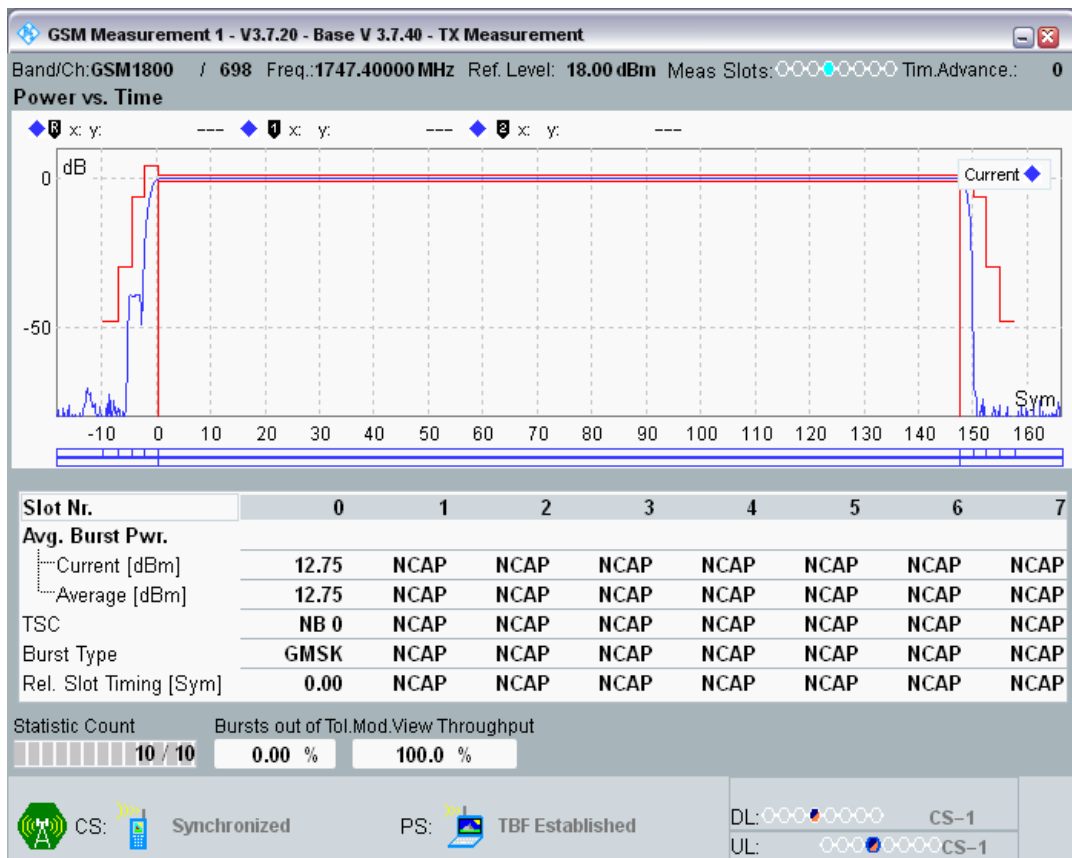 GSM Measurement 1 - V3.7.20 - Base V 3.7.40 - TX Measurement
Band/Ch:GSM1800 / 698 Freq.:1747.40000 MHz Ref. Level: 18.00 dBm Meas Slots: Tim.Advance.: 0
Power vs. Time
R x: y: --- 1 x: y: --- 2 x: y: ---
dB
Current
0
-50
Sym
-10 0 10 20 30 40 50 60 70 80 90 100 110 120 130 140 150 160
Slot Nr. 0 1 2 3 4 5 6 7
Avg. Burst Pwr.
Current [dBm] 12.75 NCAP NCAP NCAP NCAP NCAP NCAP NCAP
Average [dBm] 12.75 NCAP NCAP NCAP NCAP NCAP NCAP NCAP
TSC NB 0 NCAP NCAP NCAP NCAP NCAP NCAP NCAP
Burst Type GMSK NCAP NCAP NCAP NCAP NCAP NCAP NCAP
Rel. Slot Timing [Sym] 0.00 NCAP NCAP NCAP NCAP NCAP NCAP NCAP
Statistic Count Bursts out of Tol.Mod.View Throughput
10 / 10 0.00 % 100.0 %
CS: Synchronized PS: TBF Established
DL: CS-1
UL: CS-1